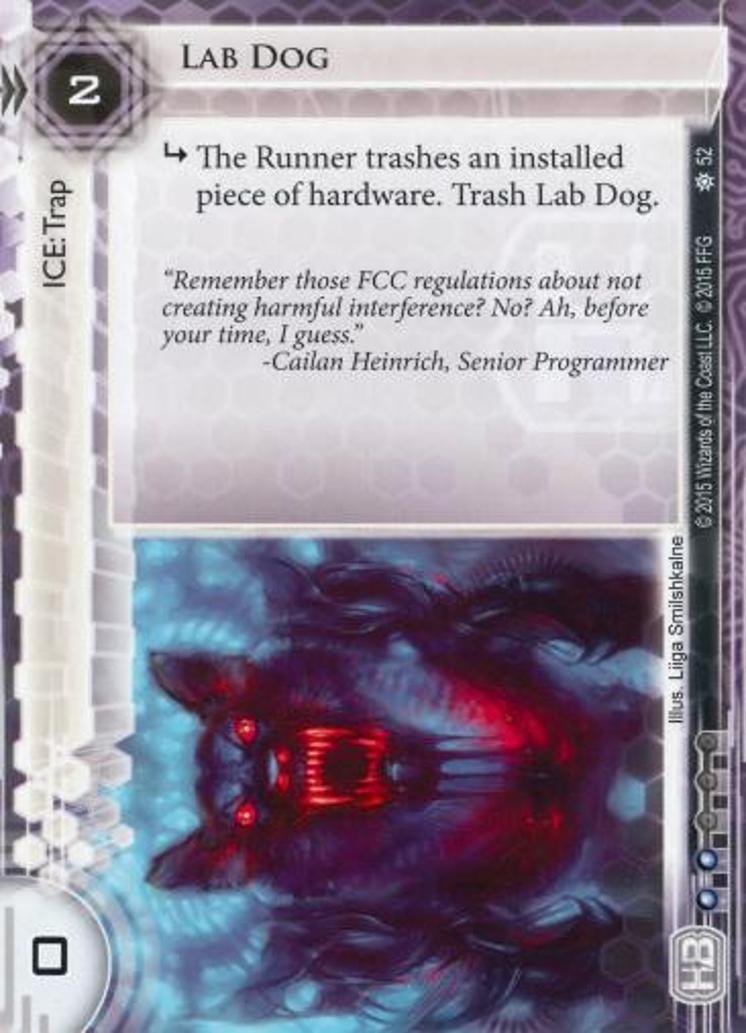 LAB DOG
2
ICE: Trap
↳ The Runner trashes an installed
piece of hardware. Trash Lab Dog.
“Remember those FCC regulations about not
creating harmful interference? No? Ah, before
your time, I guess.”
-Cailan Heinrich, Senior Programmer
52
© 2015 Wizards of the Coast LLC. © 2015 FFG
Illus. Liiga Smilshkalne
0
HB